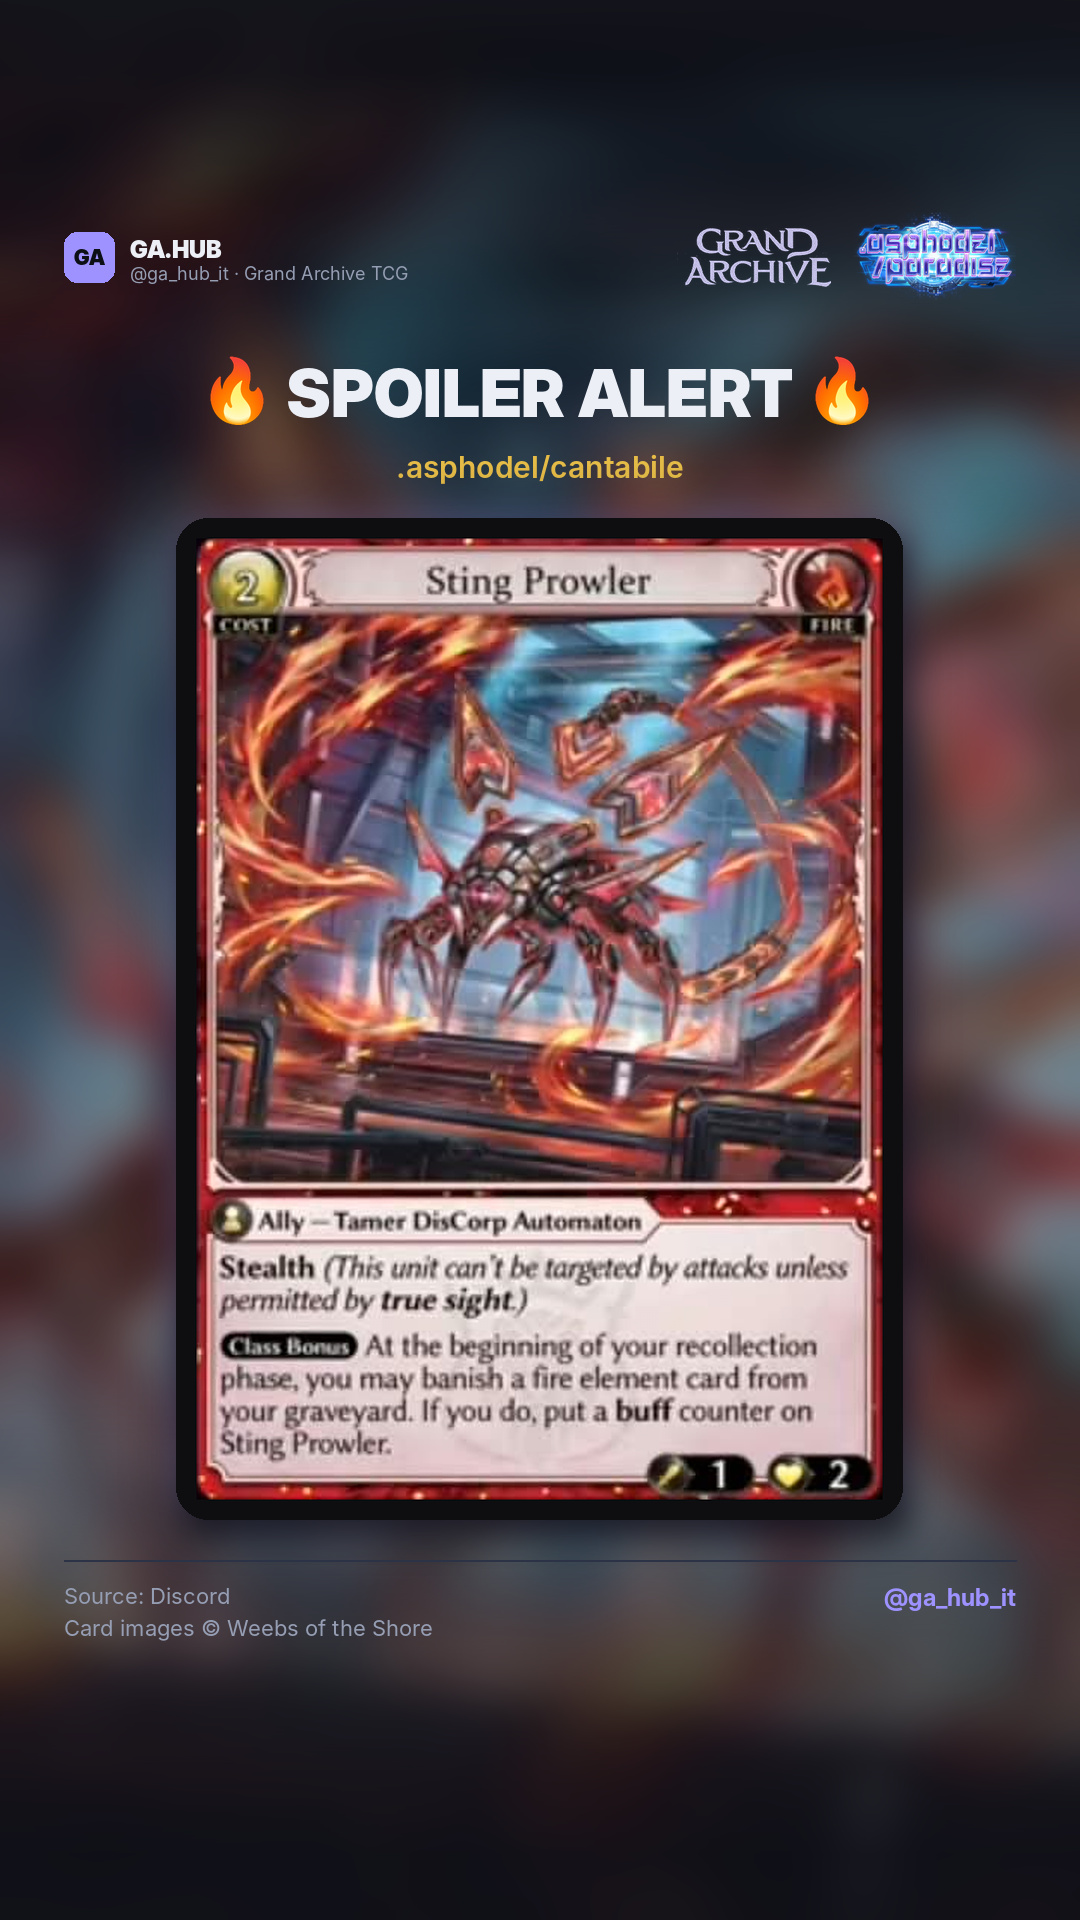 GA
GA.HUB
@ga_hub_it · Grand Archive TCG
GRAND
ARCHIVE
.asphodel
/paradise
🔥 SPOILER ALERT 🔥
.asphodel/cantabile
2
Sting Prowler
COST
FIRE
Ally — Tamer DisCorp Automaton
Stealth (This unit can't be targeted by attacks unless
permitted by true sight.)
Class Bonus At the beginning of your recollection
phase, you may banish a fire element card from
your graveyard. If you do, put a buff counter on
Sting Prowler.
1
2
Source: Discord
@ga_hub_it
Card images © Weebs of the Shore